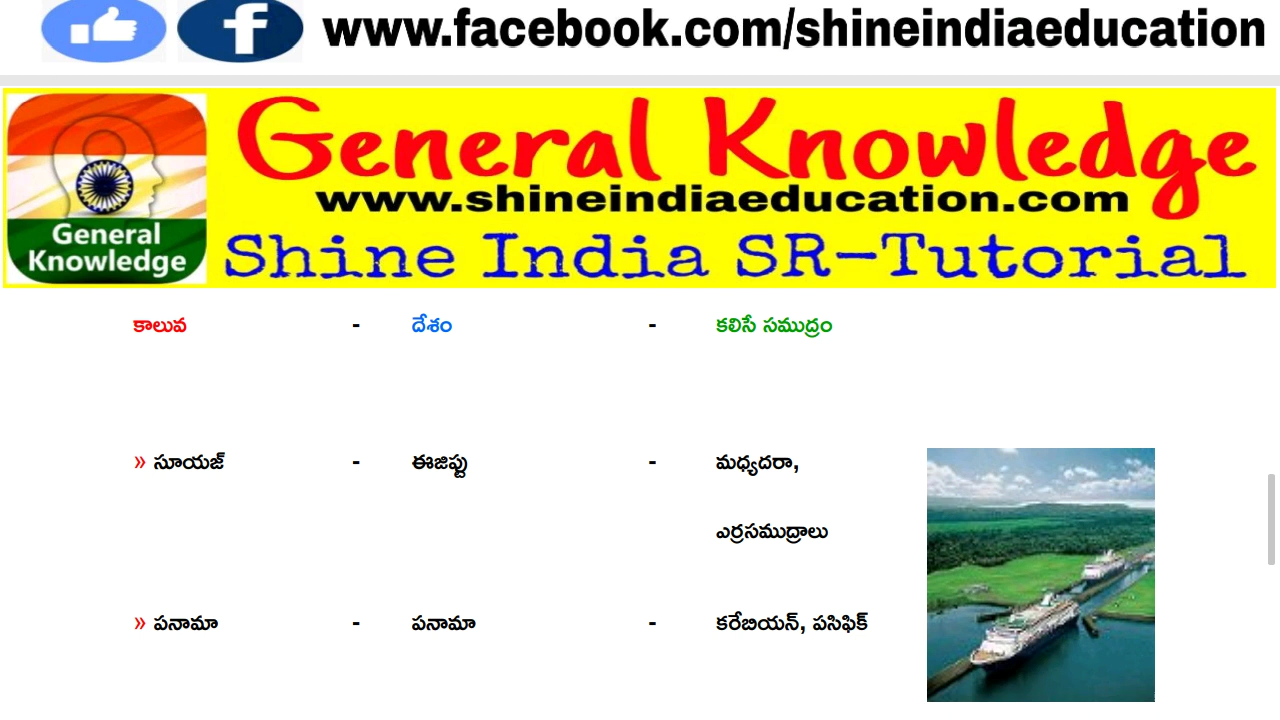 www.facebook.com/shineindiaeducation
General Knowledge
www.shineindiaeducation.com
General
Knowledge
Shine India SR-Tutorial
కాలువ - దేశం - కలిసే సముద్రం
» సూయజ్ - ఈజిప్టు - మధ్యదరా,
ఎర్రసముద్రాలు
» పనామా - పనామా - కరేబియన్, పసిఫిక్